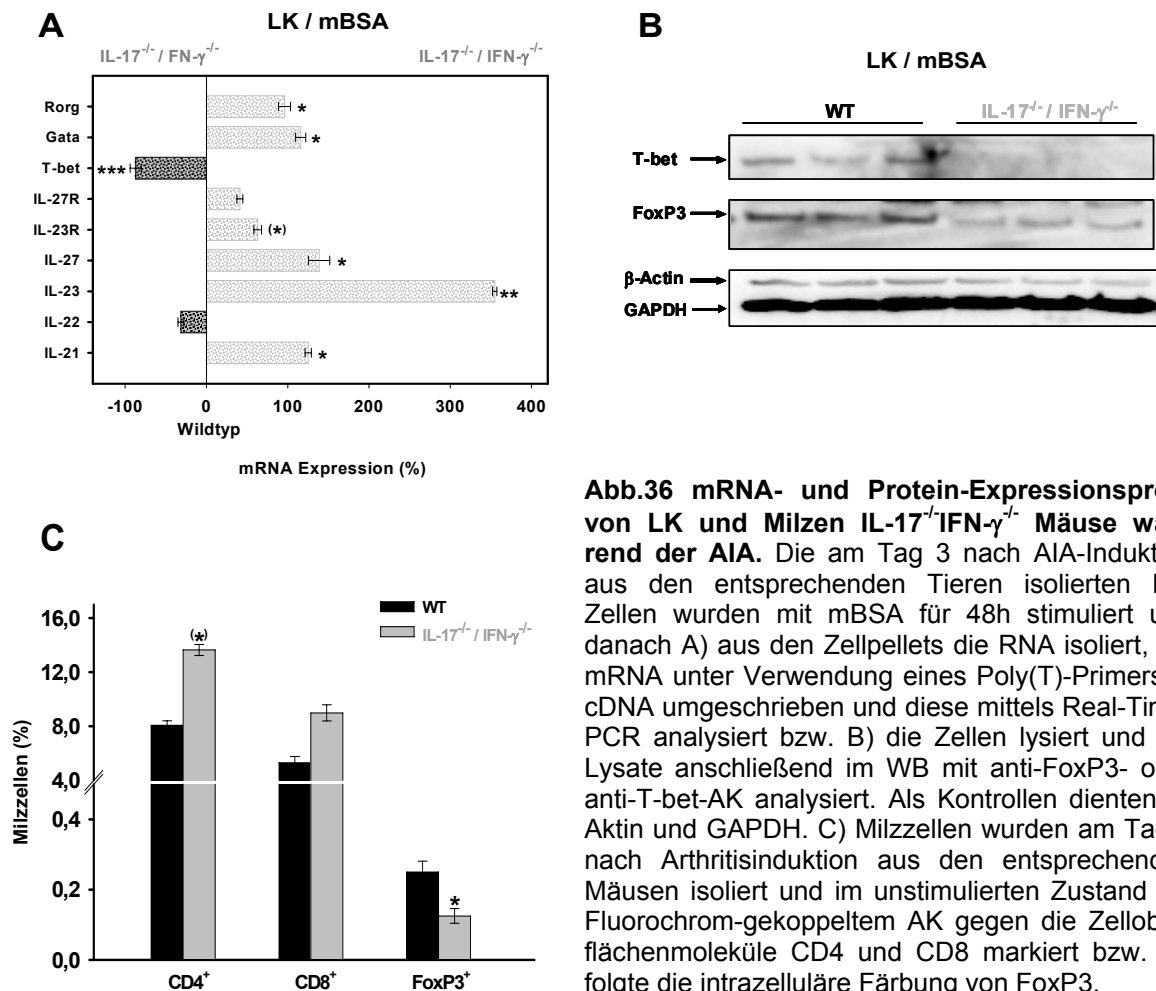 A
LK / mBSA
IL-17-/- / FN-γ-/-
IL-17-/- / IFN-γ-/-
Rorg
*
Gata
*
T-bet
***
IL-27R
IL-23R
(*)
IL-27
*
IL-23
**
IL-22
IL-21
*
-100 0 100 200 300 400
Wildtyp
mRNA Expression (%)
B
LK / mBSA
WT
IL-17-/- / IFN-γ-/-
T-bet
FoxP3
β-Actin
GAPDH
C
WT
IL-17-/- / IFN-γ-/-
Milzzellen (%)
16,0
12,0
8,0
4,0
0,4
0,2
0,0
(*)
*
CD4+ CD8+ FoxP3+
Abb.36 mRNA- und Protein-Expressionspro
von LK und Milzen IL-17-/-IFN-γ-/- Mäuse wä
rend der AIA. Die am Tag 3 nach AIA-Indukt
aus den entsprechenden Tieren isolierten
Zellen wurden mit mBSA für 48h stimuliert u
danach A) aus den Zellpellets die RNA isoliert,
mRNA unter Verwendung eines Poly(T)-Primers
cDNA umgeschrieben und diese mittels Real-Tin
PCR analysiert bzw. B) die Zellen lysiert und
Lysate anschließend im WB mit anti-FoxP3- o
anti-T-bet-AK analysiert. Als Kontrollen dienten
Aktin und GAPDH. C) Milzzellen wurden am Ta
nach Arthritisinduktion aus den entsprechenc
Mäusen isoliert und im unstimulierten Zustand
Fluorochrom-gekoppeltem AK gegen die Zellob
flächenmoleküle CD4 und CD8 markiert bzw.
folgte die intrazelluläre Färbung von FoxP3.